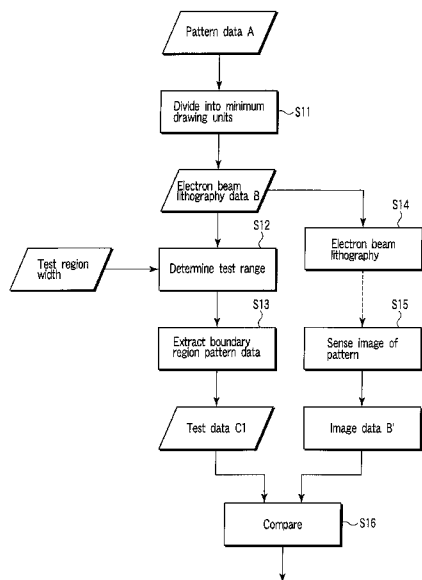 Pattern data A
Divide into minimum
drawing units
S11
Electron beam
lithography data B
S14
S12
Electron beam
lithography
Test region
width
Determine test range
S13
S15
Extract boundary
region pattern data
Sense image of
pattern
Test data C1
Image data B'
S16
Compare